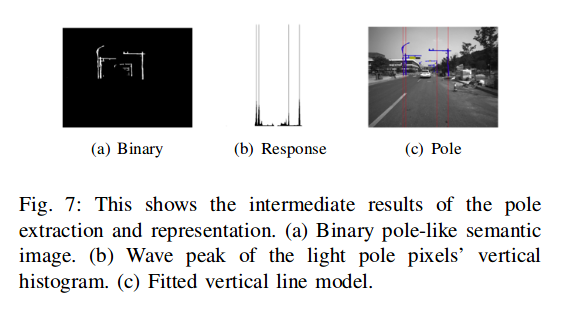 (a) Binary
(b) Response
(c) Pole
Fig. 7: This shows the intermediate results of the pole
extraction and representation. (a) Binary pole-like semantic
image. (b) Wave peak of the light pole pixels' vertical
histogram. (c) Fitted vertical line model.